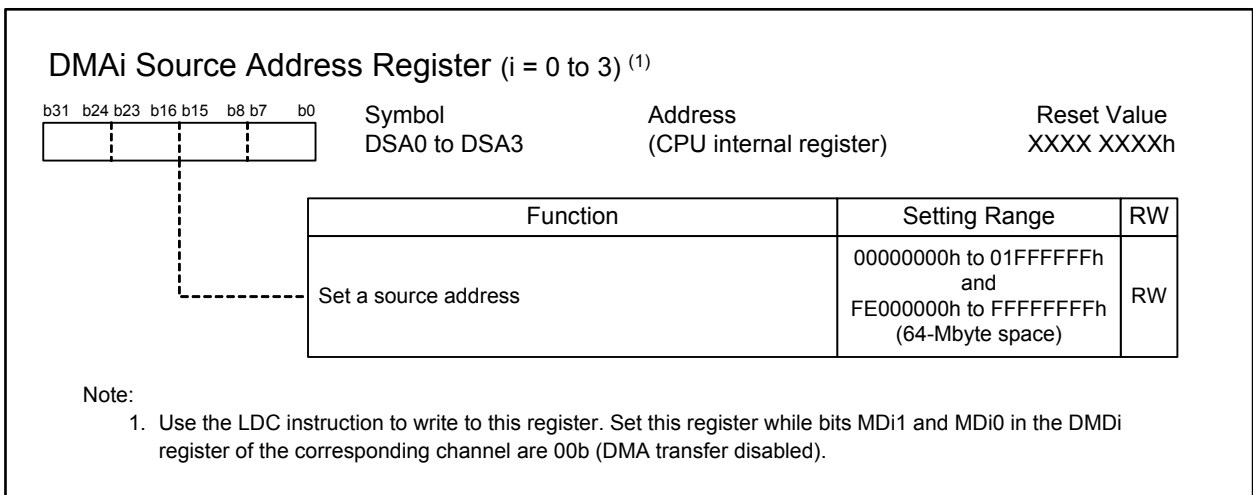 DMAi Source Address Register (i = 0 to 3) (1)
b31 b24 b23 b16 b15 b8 b7 b0
Symbol Address Reset Value
DSA0 to DSA3 (CPU internal register) XXXX XXXXh
Function Setting Range RW
Set a source address
00000000h to 01FFFFFFh
and
FE000000h to FFFFFFFFh
(64-Mbyte space)
RW
Note:
1. Use the LDC instruction to write to this register. Set this register while bits MDi1 and MDi0 in the DMDi
register of the corresponding channel are 00b (DMA transfer disabled).